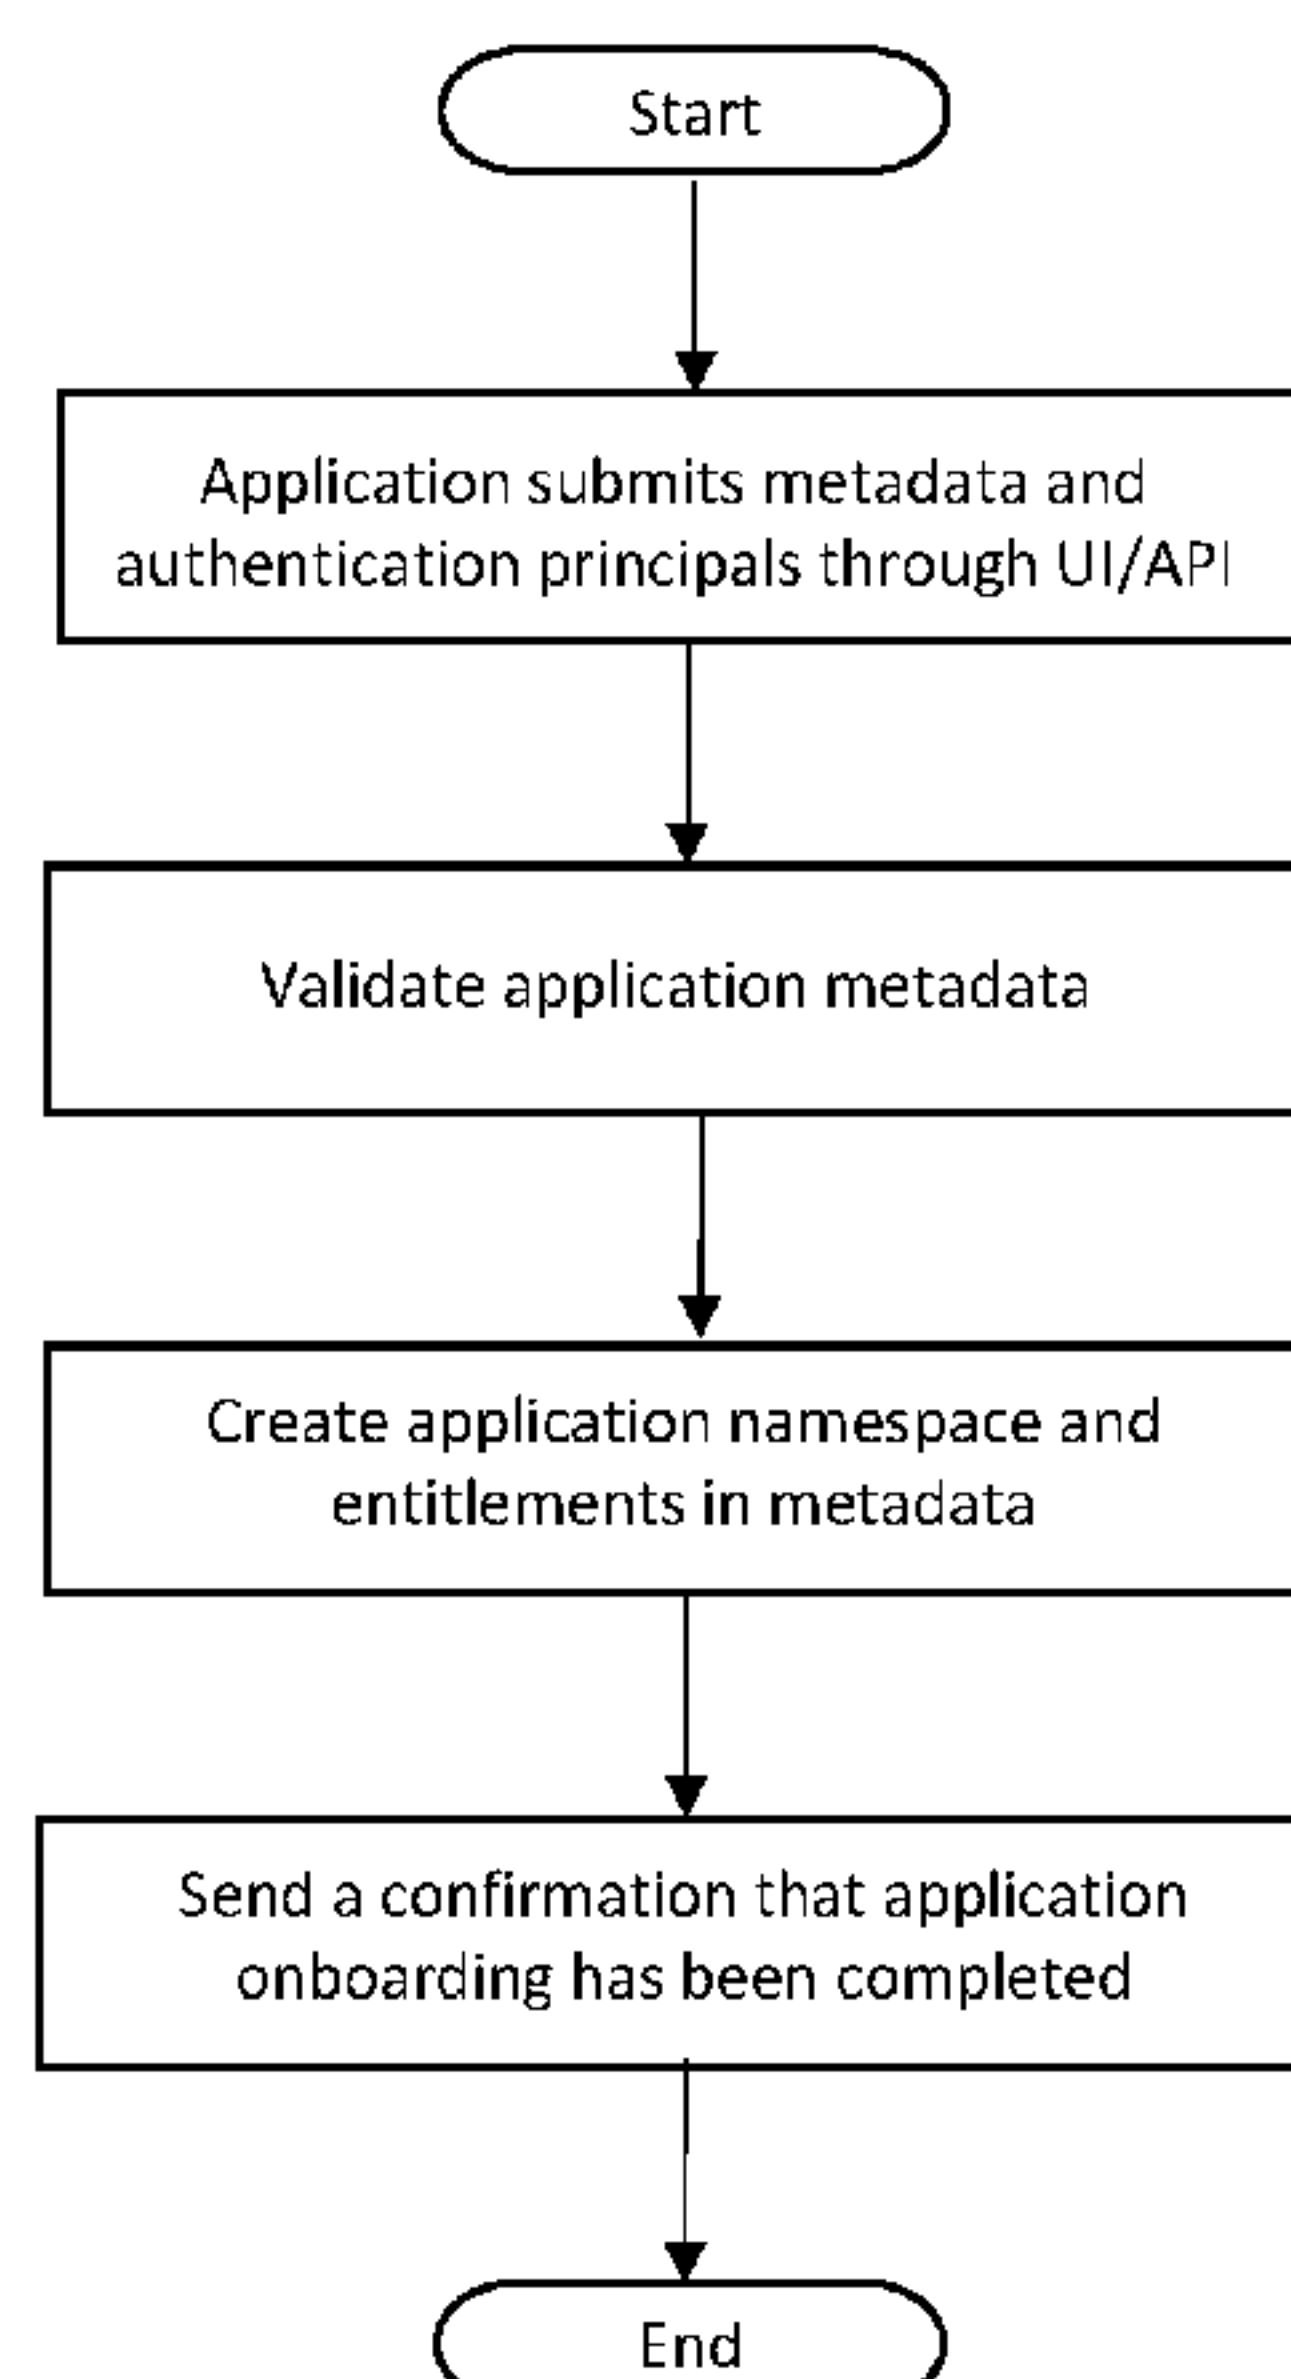 Start
Application submits metadata and
authentication principals through UI/API
Validate application metadata
Create application namespace and
entitlements in metadata
Send a confirmation that application
onboarding has been completed
End